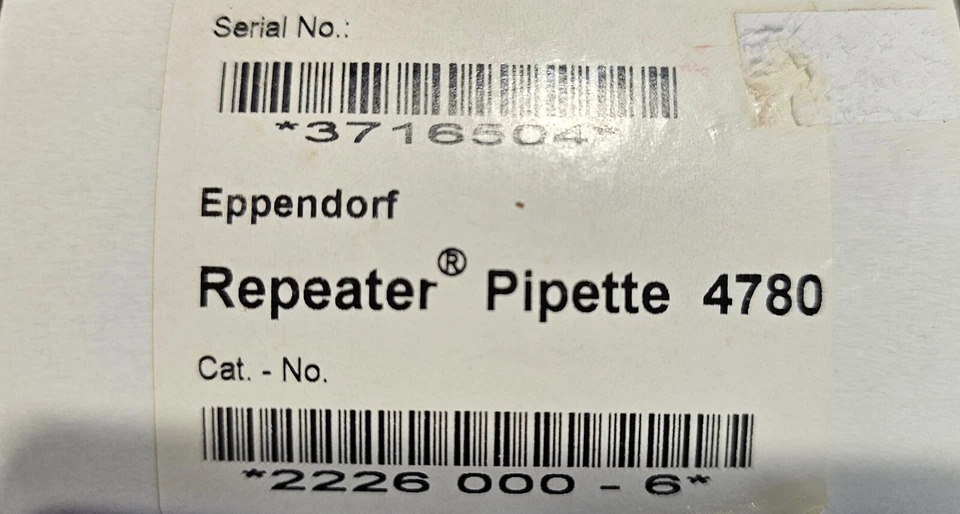 Serial No.:
*3716504*
Eppendorf
Repeater® Pipette 4780
Cat. - No.
*2226 000 - 6*